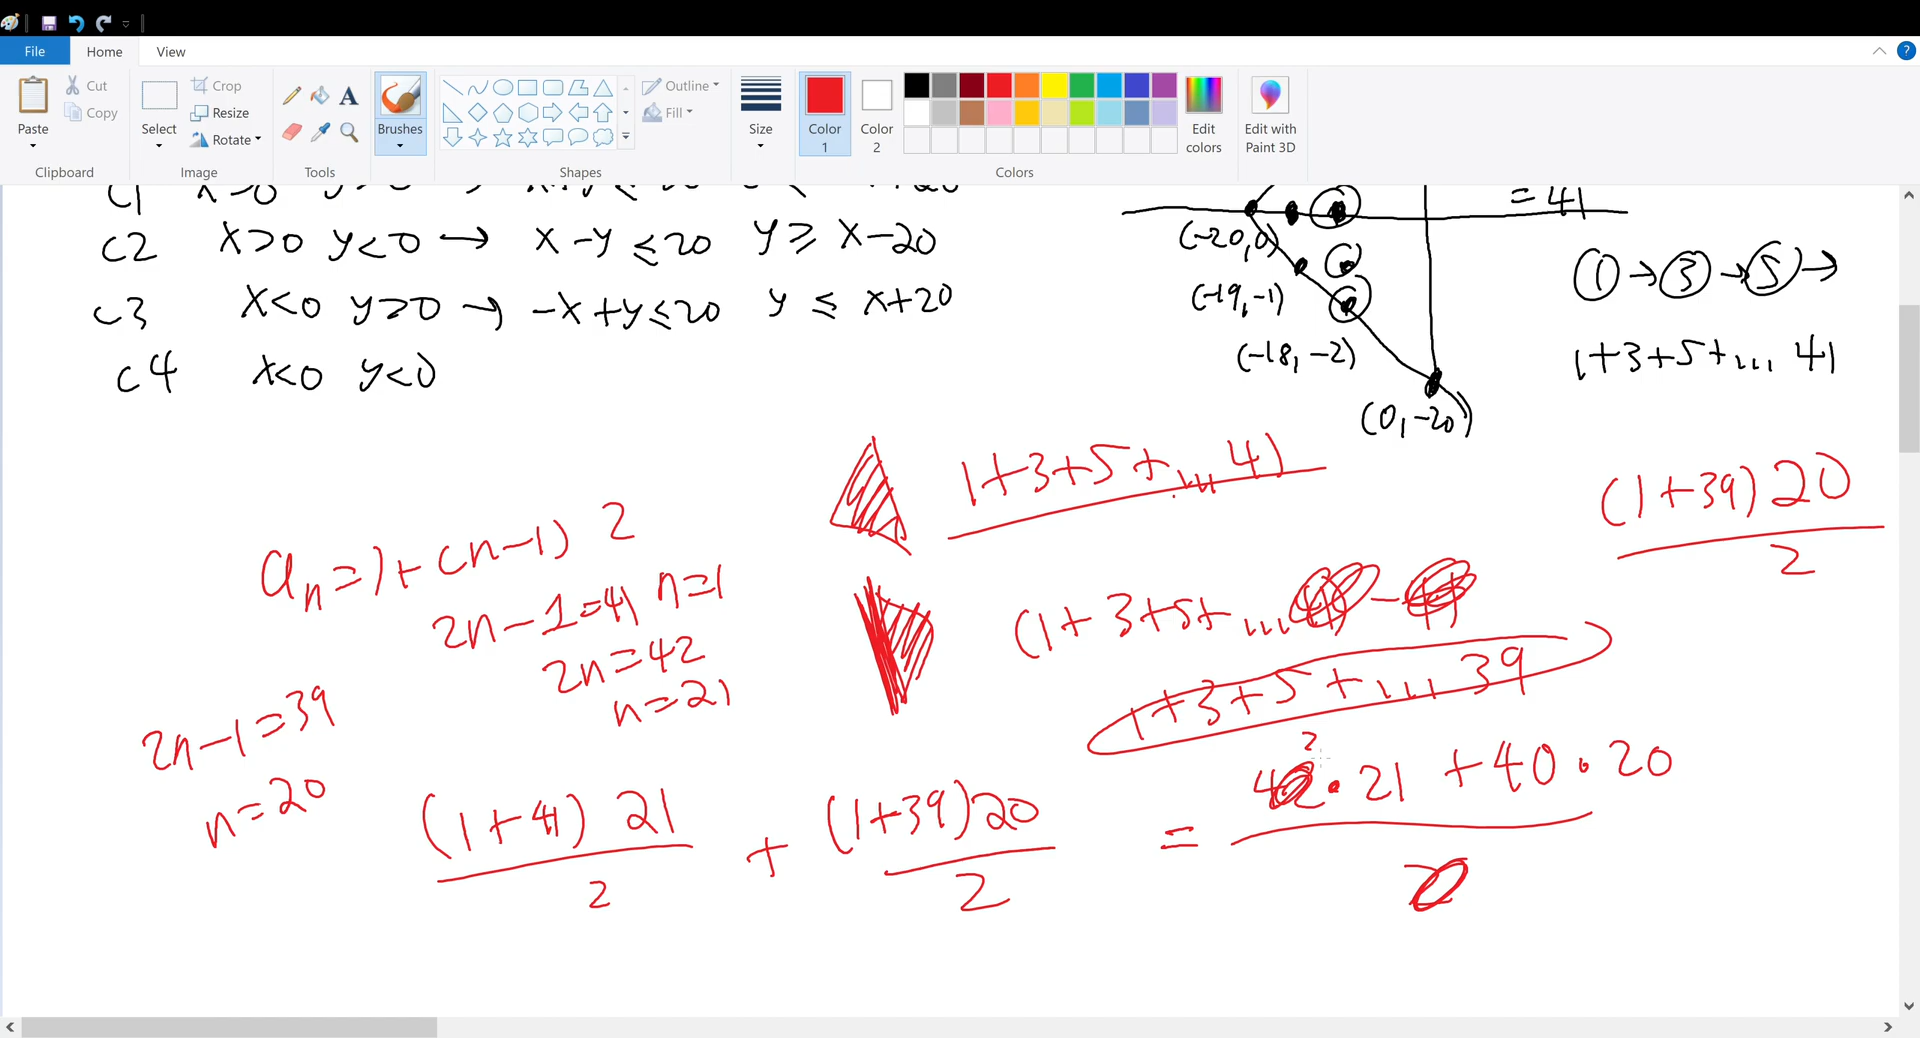 File Home View
Paste
Cut
Copy
Clipboard
Select
Crop
Resize
Rotate
Image
A
Tools
Brushes
Shapes
Outline
Fill
Size
Color 1
Color 2
Colors
Edit colors
Edit with Paint 3D
?
c1
c2 x>0 y<0 → x-y ≤20 y≥ x-20
c3 x<0 y>0 → -x+y≤20 y ≤ x+20
c4 x<0 y<0
= 41
(-20,0)
(-19,-1)
(-18,-2)
(0,-20)
1 → 3 → 5 →
1+3+5+... 41
1+3+5+... 41
(1+39)20
2
an=1+(n-1) 2
2n-1=41 n=1
2n=42
n=21
(1+3+5+... 41 - 41
1+3+5+... 39
2n-1=39
n=20
(1+41) 21
2
+
(1+39)20
2
=
2
42·21 +40·20
2